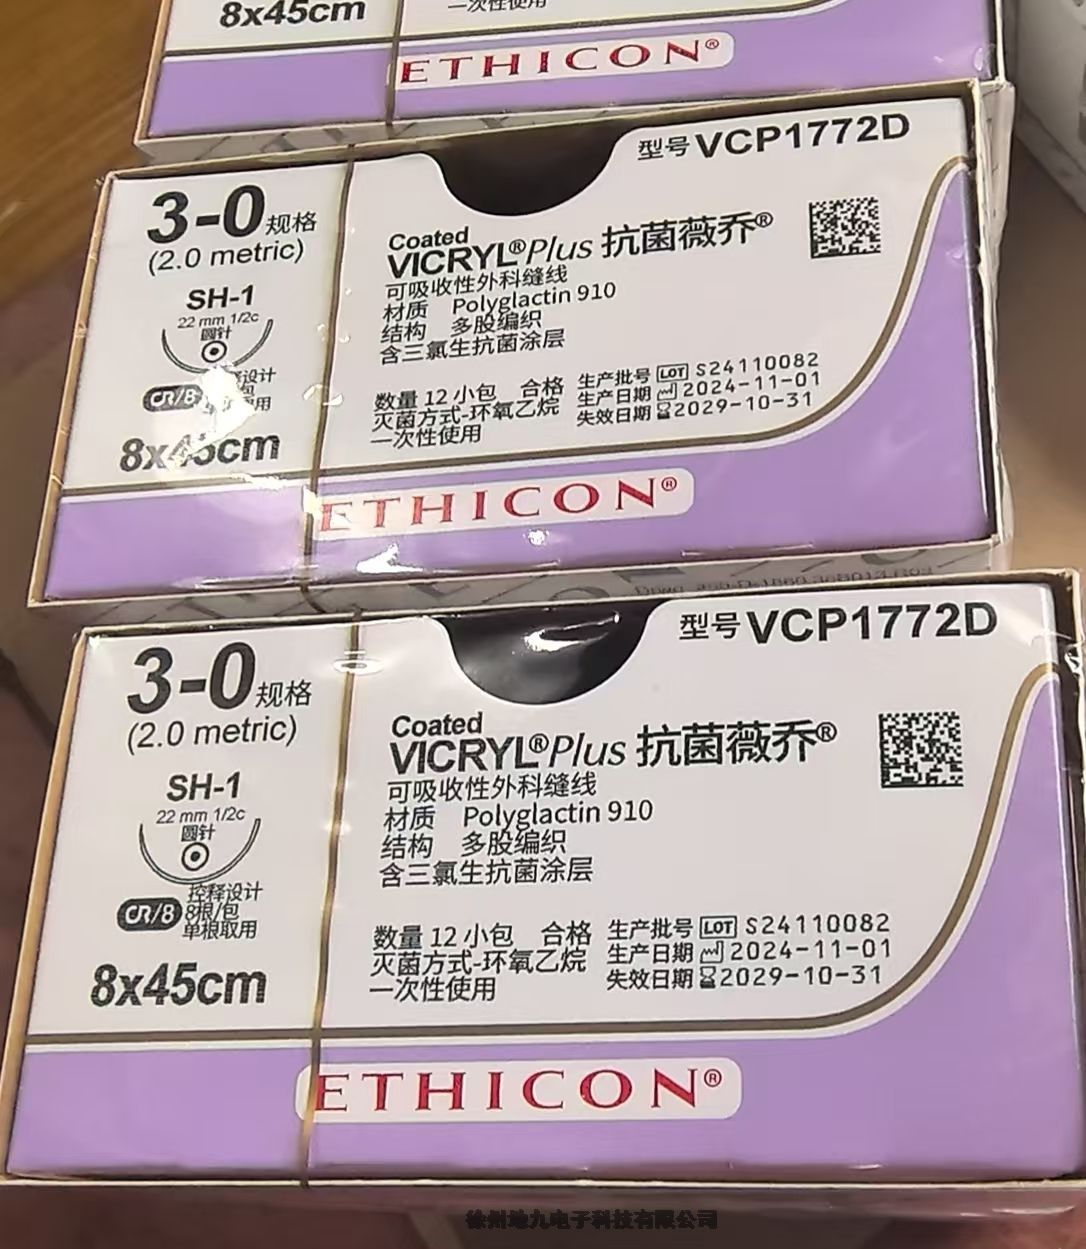 8x45cm
一次性使用
ETHICON®
型号 VCP1772D
3-0 规格
(2.0 metric)
SH-1
22 mm 1/2c
圆针
设计
CR/8
用
8x45cm
Coated
VICRYL®Plus 抗菌薇乔®
可吸收性外科缝线
材质 Polyglactin 910
结构 多股编织
含三氯生抗菌涂层
数量 12 小包 合格
灭菌方式-环氧乙烷
一次性使用
生产批号 LOT S24110082
生产日期 2024-11-01
失效日期 2029-10-31
ETHICON®
型号 VCP1772D
3-0 规格
(2.0 metric)
SH-1
22 mm 1/2c
圆针
控释设计
CR/8 8根/包
单根取用
8x45cm
Coated
VICRYL®Plus 抗菌薇乔®
可吸收性外科缝线
材质 Polyglactin 910
结构 多股编织
含三氯生抗菌涂层
数量 12 小包 合格
灭菌方式-环氧乙烷
一次性使用
生产批号 LOT S24110082
生产日期 2024-11-01
失效日期 2029-10-31
ETHICON®
徐州地九电子科技有限公司